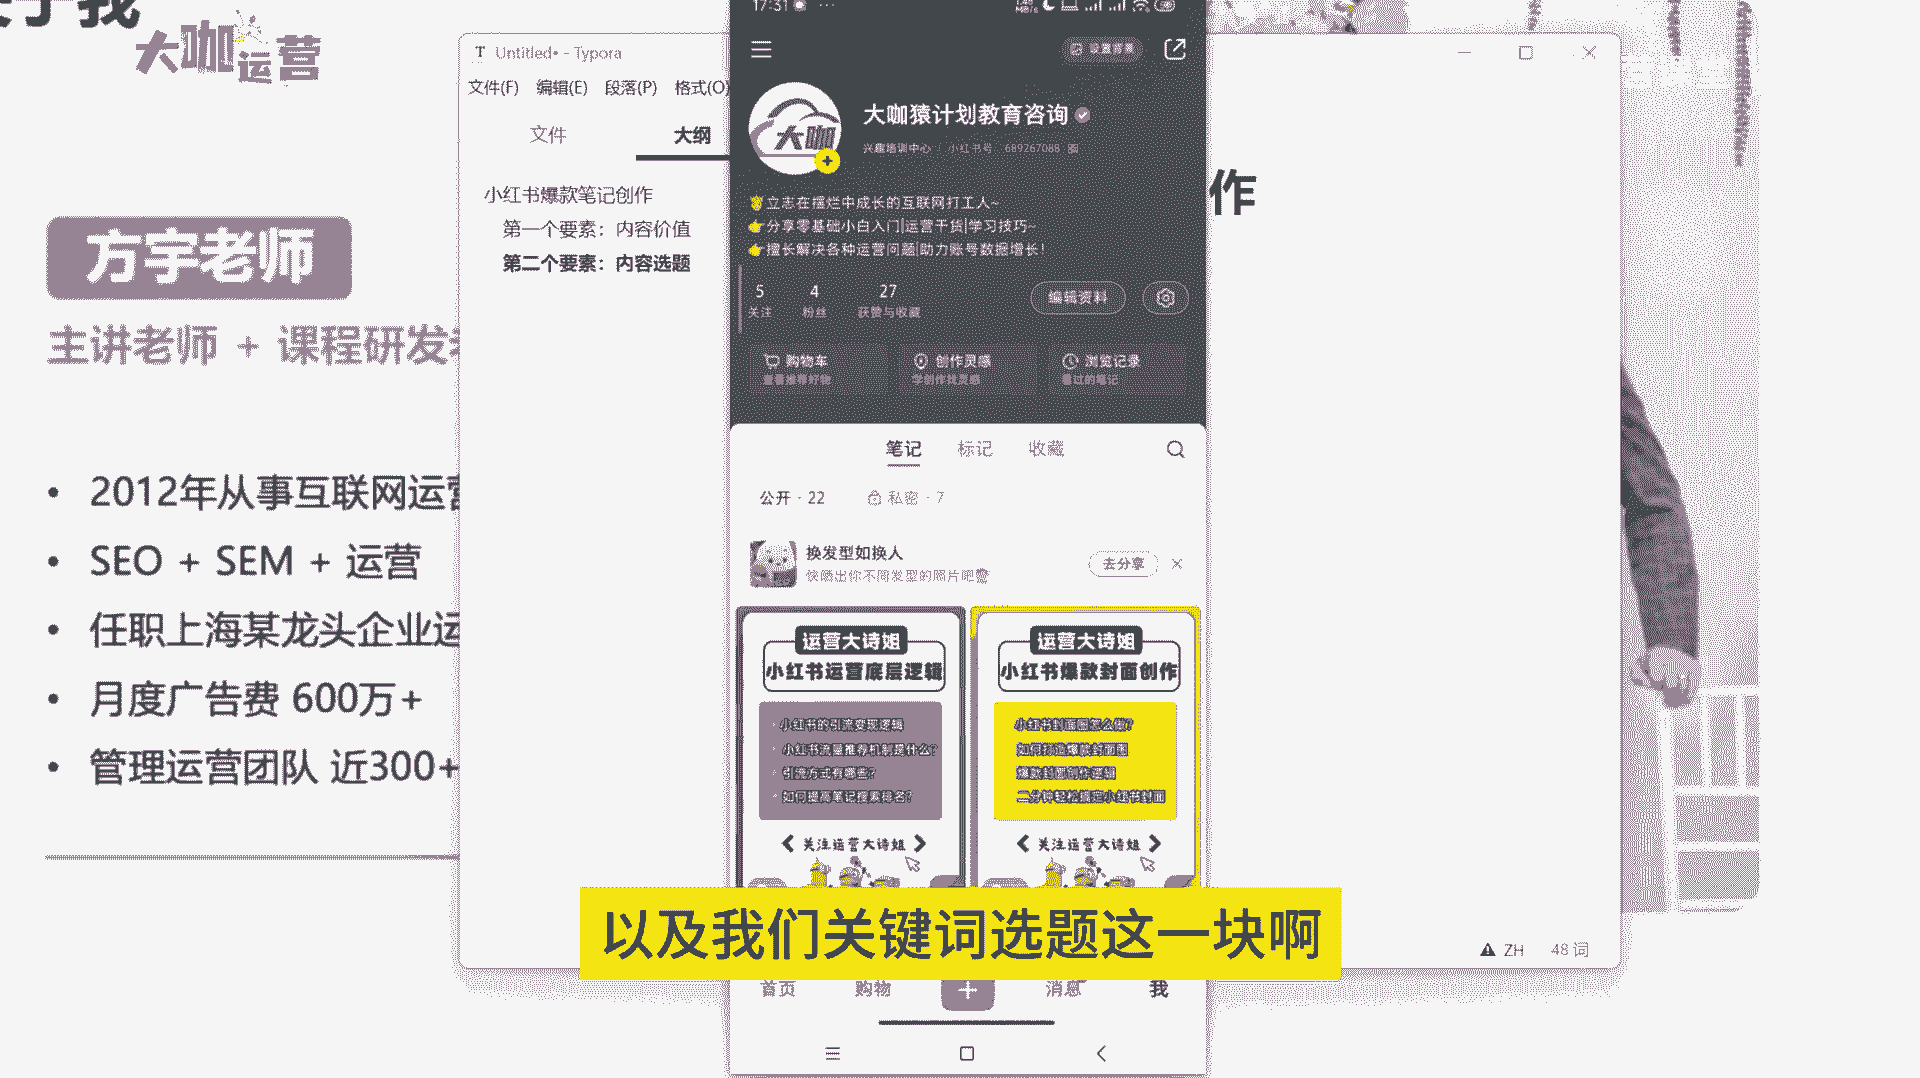 于我
大咖运营
方宇老师
主讲老师 + 课程研发
• 2012年从事互联网运营
• SEO + SEM + 运营
• 任职上海某龙头企业运
• 月度广告费 600万+
• 管理运营团队 近300+
Untitled• - Typora
文件(F) 编辑(E) 段落(P) 格式(O)
文件 大纲
小红书爆款笔记创作
第一个要素：内容价值
第二个要素：内容选题
作
ZH 48 词
17:31
设置背景
大咖猿计划教育咨询
兴趣培训中心 | 小红书号 689267088
立志在摆烂中成长的互联网打工人~
分享零基础小白入门|运营干货|学习技巧~
擅长解决各种运营问题|助力账号数据增长！
5 4 27
关注 粉丝 获赞与收藏
编辑资料
购物车 创作灵感 浏览记录
查看推荐好物 学创作找灵感 看过的笔记
笔记 标记 收藏
公开 · 22 私密 · 7
换发型如换人
快晒出你不同发型的照片吧
去分享
运营大诗姐
小红书运营底层逻辑
· 小红书的引流变现逻辑
· 小红书流量推荐机制是什么?
· 引流方式有哪些?
· 如何提高笔记搜索排名?
关注运营大诗姐
运营大诗姐
小红书爆款封面创作
小红书封面图怎么做?
如何打造爆款封面图
爆款封面创作逻辑
二分钟轻松搞定小红书封面
关注运营大诗姐
以及我们关键词选题这一块啊
首页 购物 消息 我